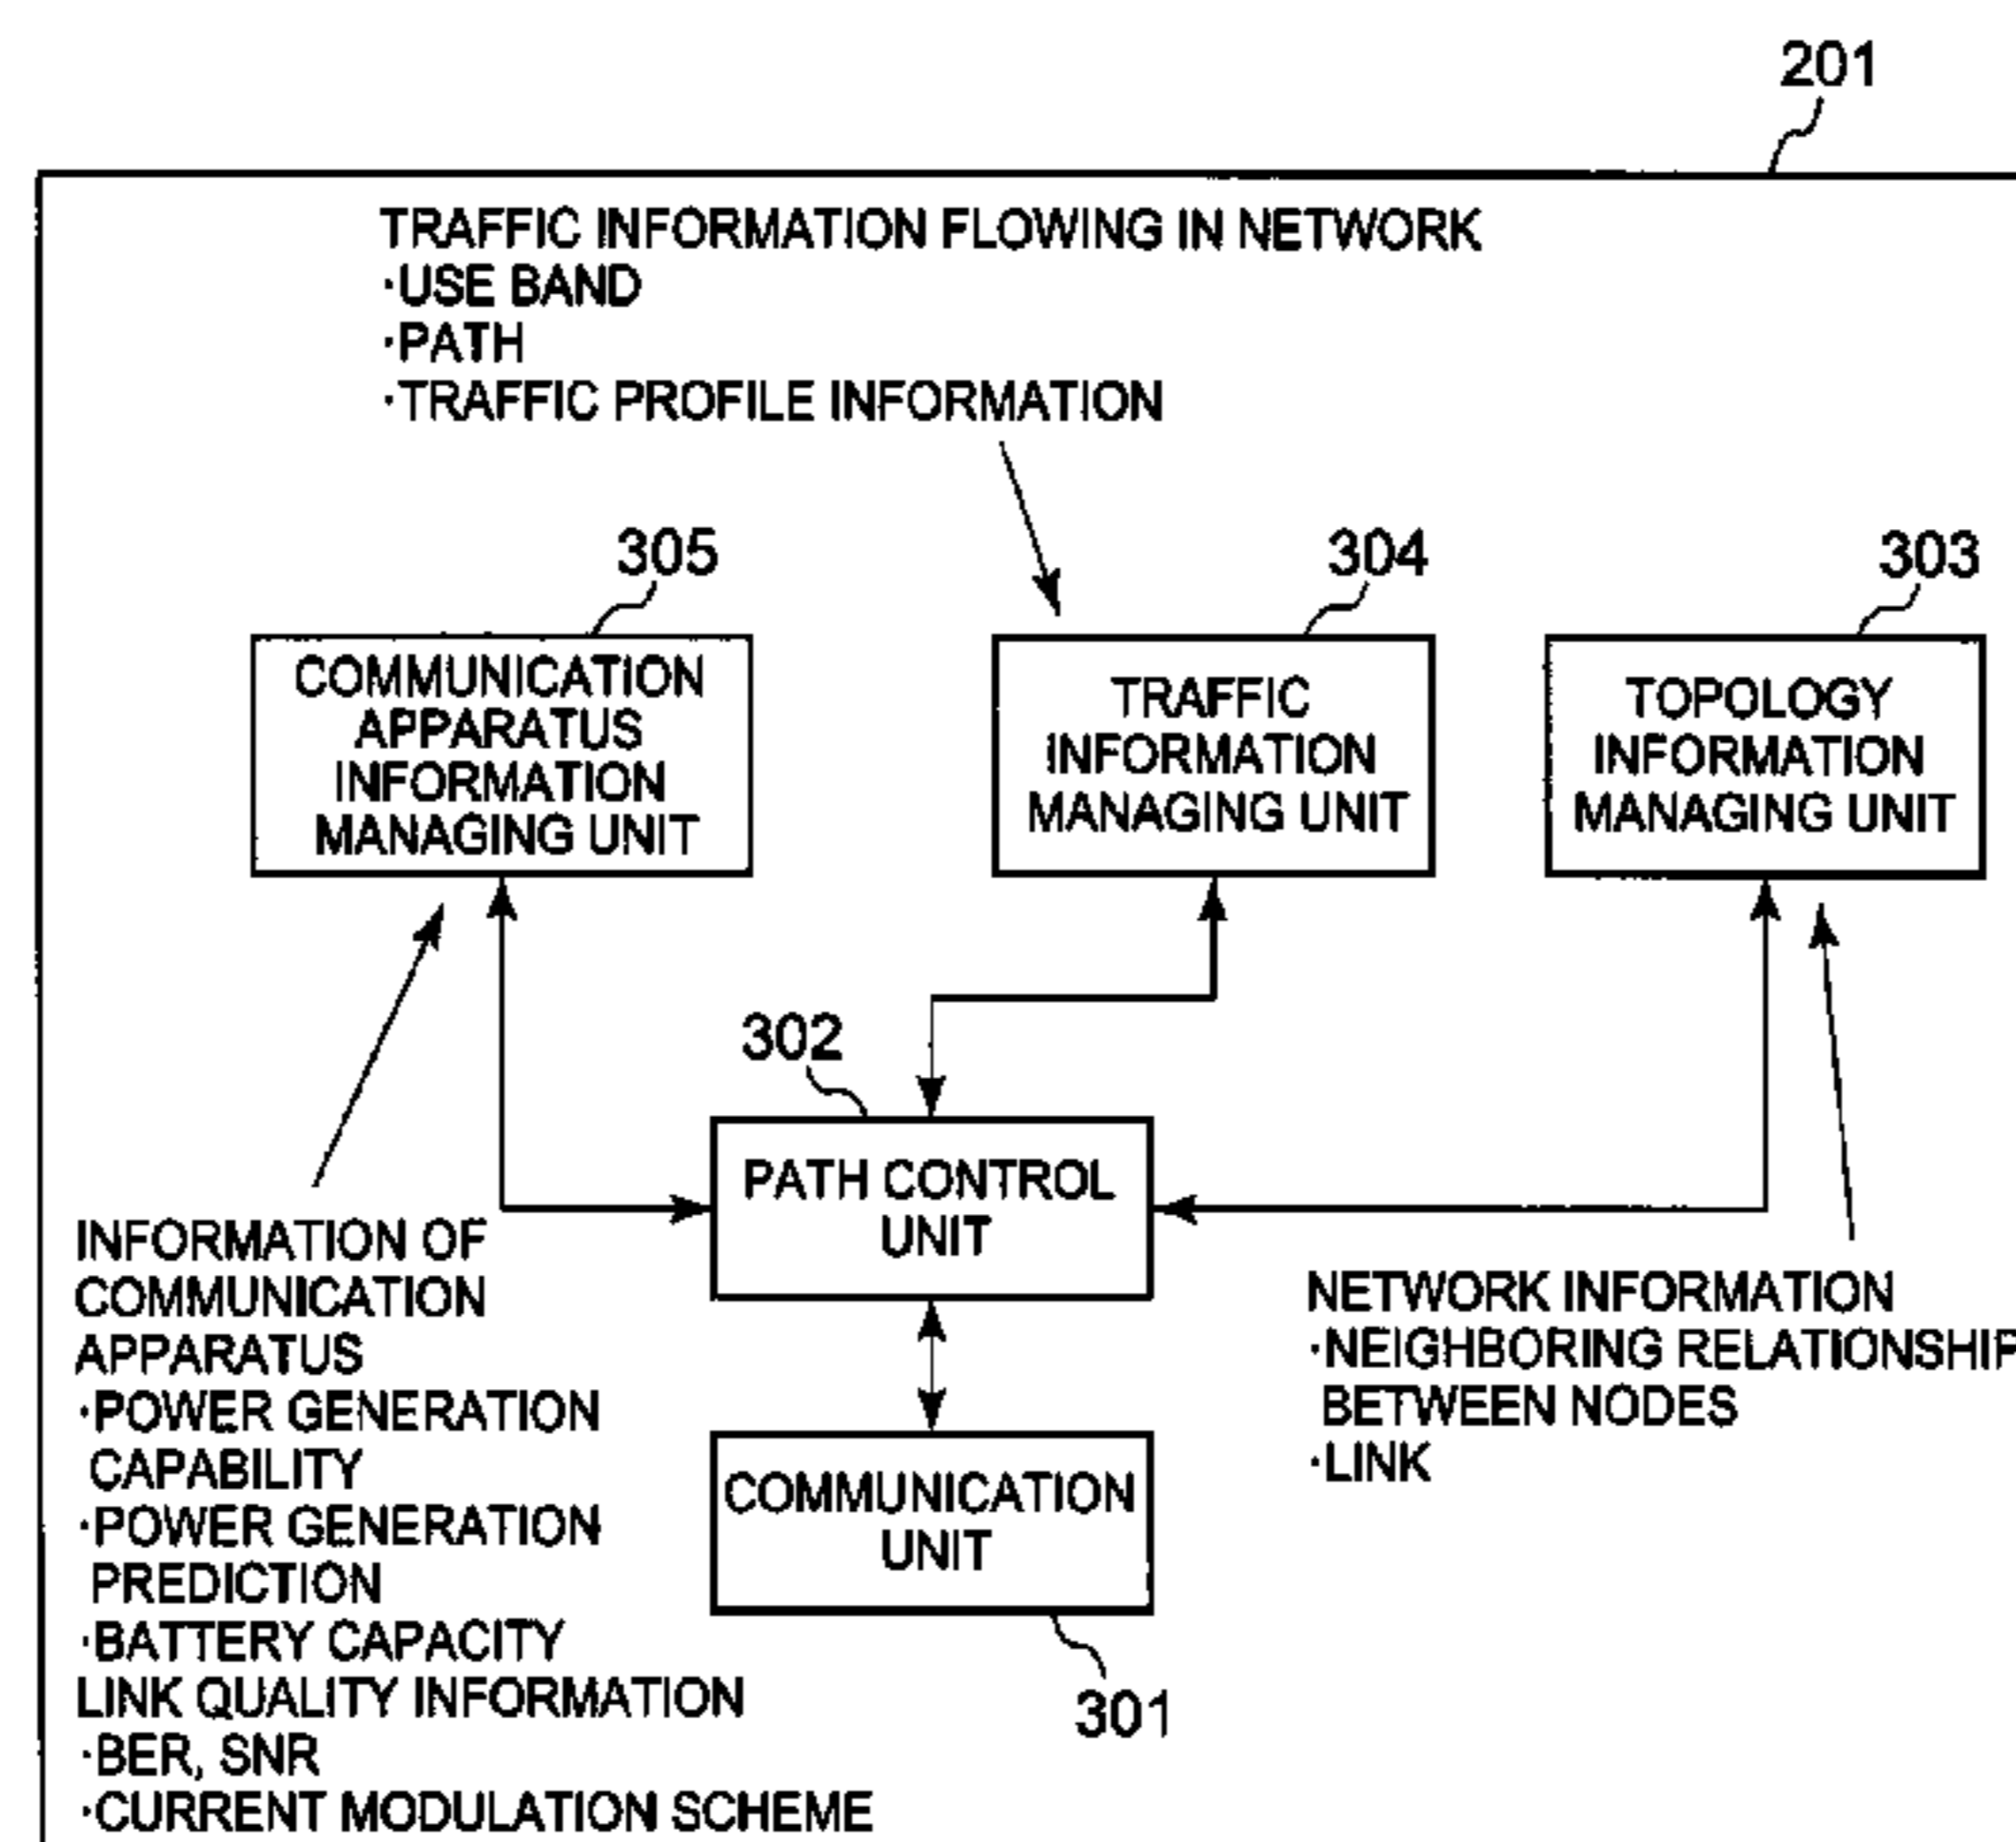 201
TRAFFIC INFORMATION FLOWING IN NETWORK
·USE BAND
·PATH
·TRAFFIC PROFILE INFORMATION
305
304
303
COMMUNICATION
APPARATUS
INFORMATION
MANAGING UNIT
TRAFFIC
INFORMATION
MANAGING UNIT
TOPOLOGY
INFORMATION
MANAGING UNIT
302
PATH CONTROL
UNIT
INFORMATION OF
COMMUNICATION
APPARATUS
·POWER GENERATION
CAPABILITY
·POWER GENERATION
PREDICTION
·BATTERY CAPACITY
LINK QUALITY INFORMATION
·BER, SNR
·CURRENT MODULATION SCHEME
NETWORK INFORMATION
·NEIGHBORING RELATIONSHIP
BETWEEN NODES
·LINK
COMMUNICATION
UNIT
301